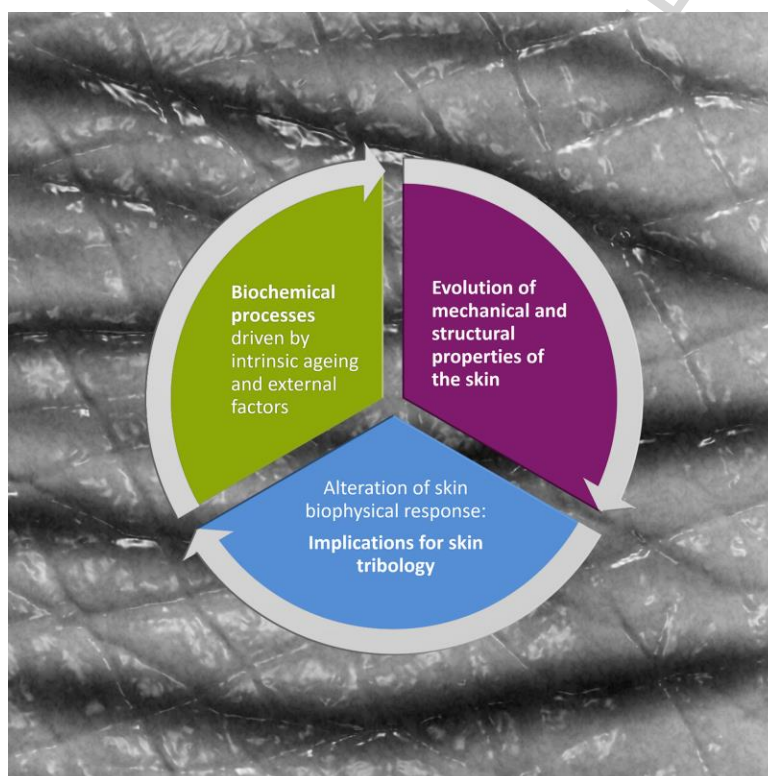 Biochemical
processes
driven by
intrinsic ageing
and external
factors
Evolution of
mechanical and
structural
properties of
the skin
Alteration of skin
biophysical response:
Implications for skin
tribology